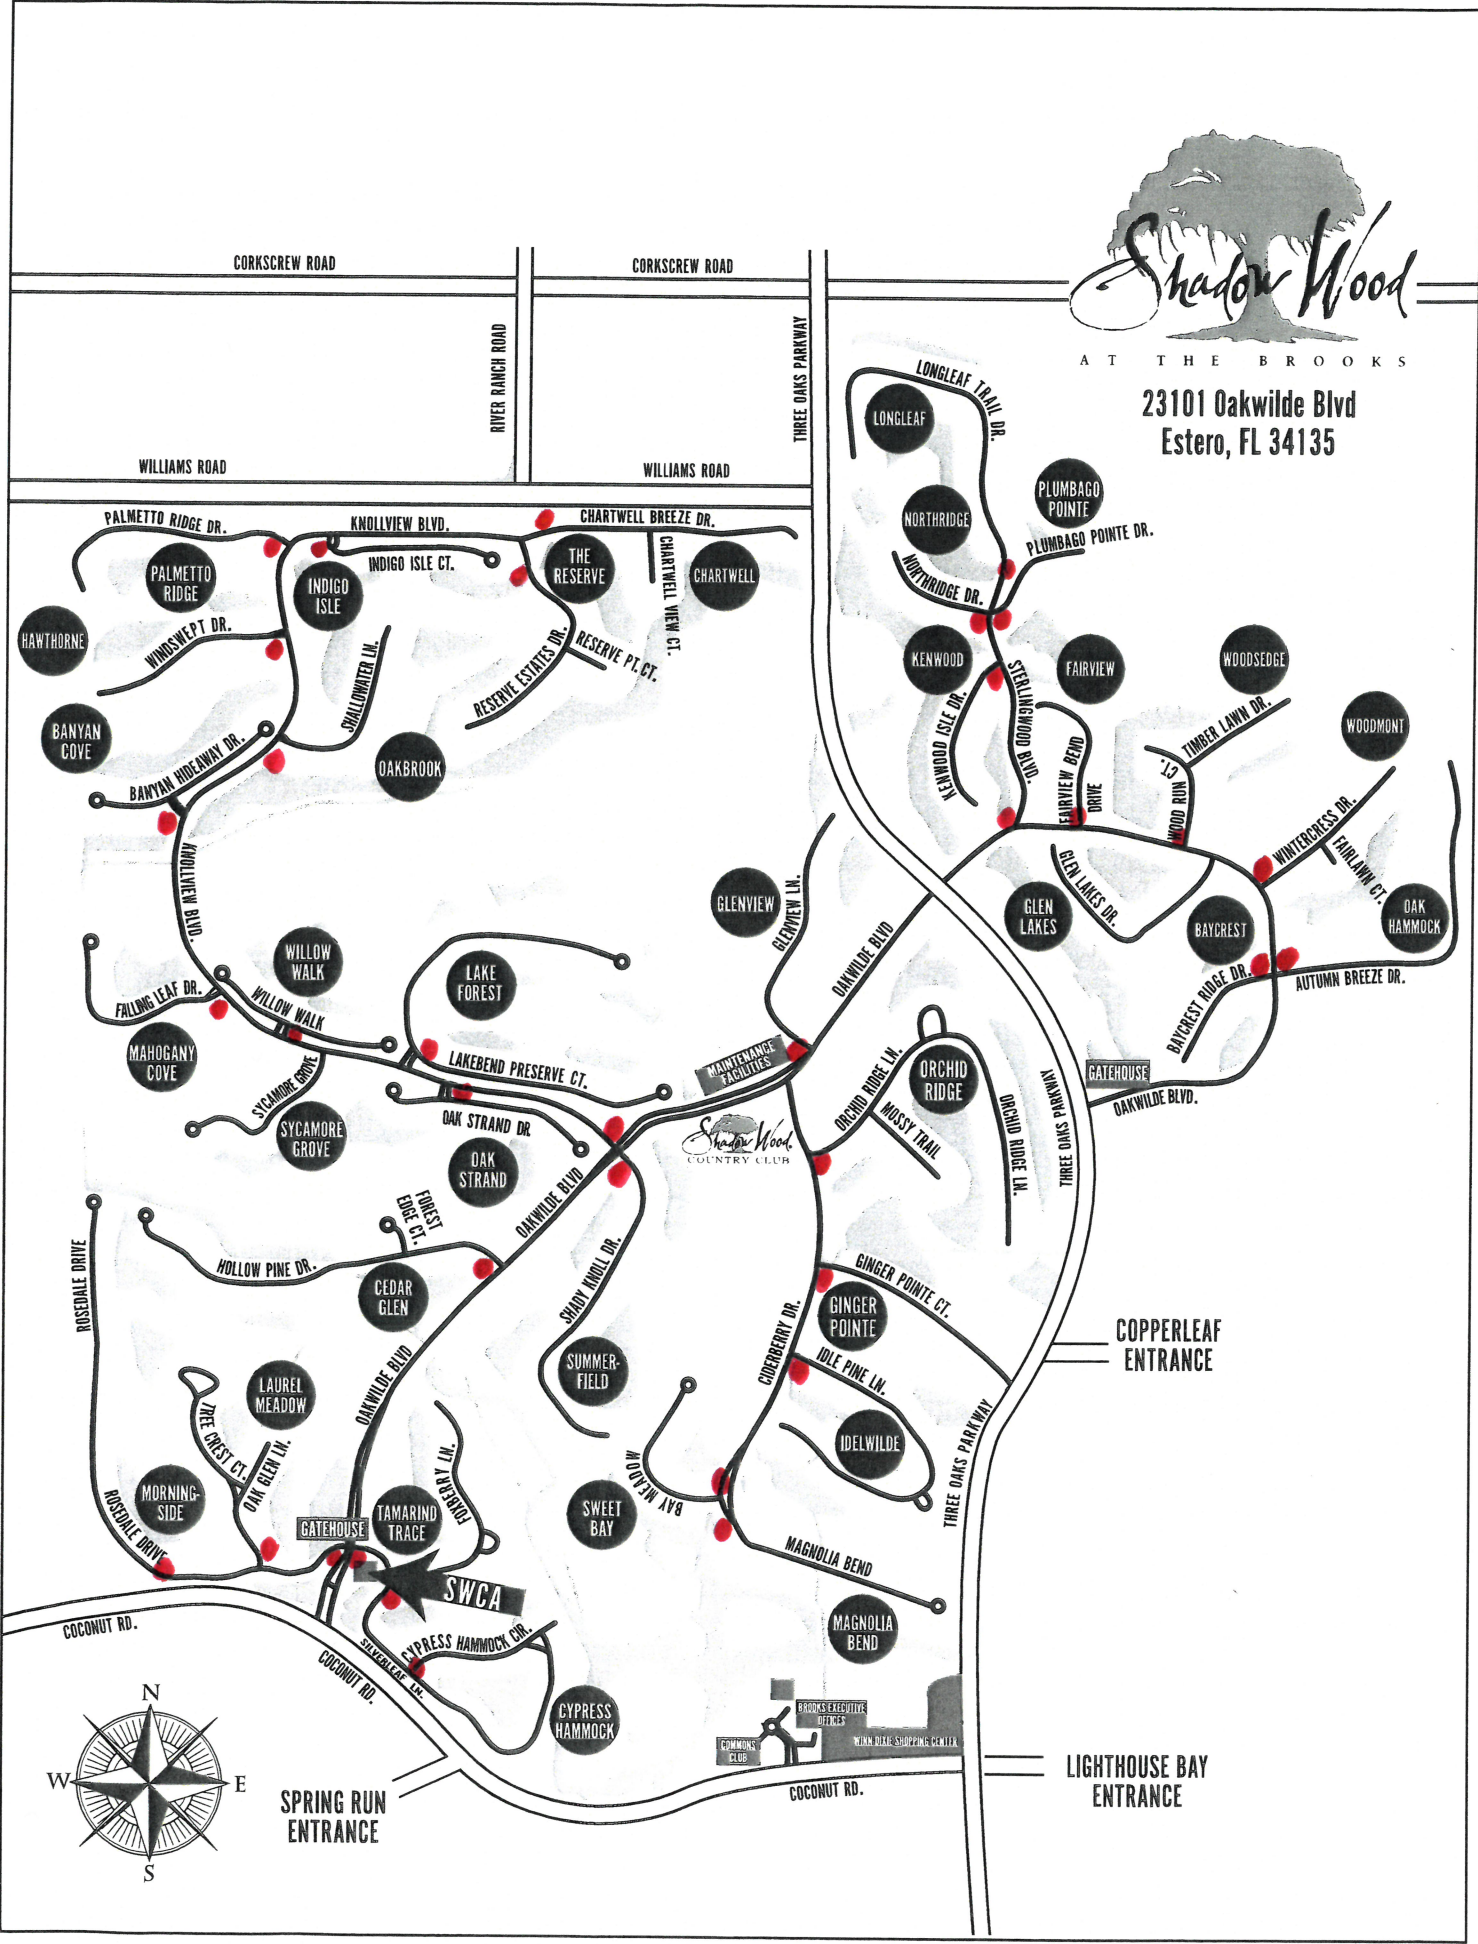 Shadow Wood
AT THE BROOKS
23101 Oakwilde Blvd
Estero, FL 34135
CORKSCREW ROAD
CORKSCREW ROAD
RIVER RANCH ROAD
THREE OAKS PARKWAY
WILLIAMS ROAD
WILLIAMS ROAD
LONGLEAF TRAIL DR.
LONGLEAF
PLUMBAGO
POINTE
NORTHRIDGE
PLUMBAGO POINTE DR.
NORTHRIDGE DR.
PALMETTO RIDGE DR.
KNOLLVIEW BLVD.
CHARTWELL BREEZE DR.
INDIGO ISLE CT.
THE
RESERVE
CHARTWELL VIEW CT.
CHARTWELL
PALMETTO
RIDGE
INDIGO
ISLE
HAWTHORNE
WINDSWEPT DR.
SHALLOWATER LN.
RESERVE ESTATES DR.
RESERVE PT. CT.
KENWOOD
STERLINGWOOD BLVD.
FAIRVIEW
WOODSEDGE
KENWOOD ISLE DR.
FAIRVIEW BEND
DRIVE
TIMBER LAWN DR.
WOOD RUN
CT.
WOODMONT
BANYAN
COVE
BANYAN HIDEAWAY DR.
OAKBROOK
KNOLLVIEW BLVD.
WINTERCRESS DR.
FAIRLAWN CT.
GLEN LAKES DR.
GLEN
LAKES
BAYCREST
OAK
HAMMOCK
GLENVIEW
GLENVIEW LN.
OAKWILDE BLVD
BAYCREST RIDGE DR.
AUTUMN BREEZE DR.
WILLOW
WALK
LAKE
FOREST
FALLING LEAF DR.
WILLOW WALK
MAHOGANY
COVE
SYCAMORE GROVE
SYCAMORE
GROVE
LAKEBEND PRESERVE CT.
MAINTENANCE
FACILITIES
OAK STRAND DR
OAK
STRAND
Shadow Wood
COUNTRY CLUB
ORCHID RIDGE LN.
ORCHID
RIDGE
MOSSY TRAIL
ORCHID RIDGE LN.
THREE OAKS PARKWAY
GATEHOUSE
OAKWILDE BLVD.
OAKWILDE BLVD
FOREST
EDGE CT.
HOLLOW PINE DR.
CEDAR
GLEN
ROSEDALE DRIVE
SHADY KNOLL DR.
GINGER POINTE CT.
GINGER
POINTE
CIDERBERRY DR.
COPPERLEAF
ENTRANCE
SUMMER-
FIELD
IDLE PINE LN.
IDELWILDE
OAKWILDE BLVD
LAUREL
MEADOW
TREE CREST CT.
OAK GLEN LN.
THREE OAKS PARKWAY
MORNING-
SIDE
ROSEDALE DRIVE
GATEHOUSE
TAMARIND
TRACE
FOXBERRY LN.
SWEET
BAY
BAY MEADOW
MAGNOLIA BEND
SWCA
MAGNOLIA
BEND
COCONUT RD.
COCONUT RD.
SILVERLEAF LN.
CYPRESS HAMMOCK CIR.
CYPRESS
HAMMOCK
BROOKS EXECUTIVE
OFFICES
COMMONS
CLUB
WINN DIXIE SHOPPING CENTER
COCONUT RD.
N
W
E
S
SPRING RUN
ENTRANCE
LIGHTHOUSE BAY
ENTRANCE